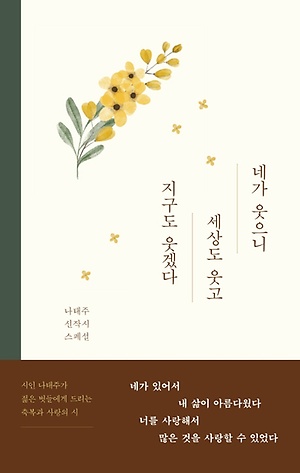 네가 웃으니
세상도 웃고
지구도 웃겠다
나태주
신작시
스페셜
시인 나태주가
젊은 벗들에게 드리는
축복과 사랑의 시
네가 있어서
내 삶이 아름다웠다
너를 사랑해서
많은 것을 사랑할 수 있었다